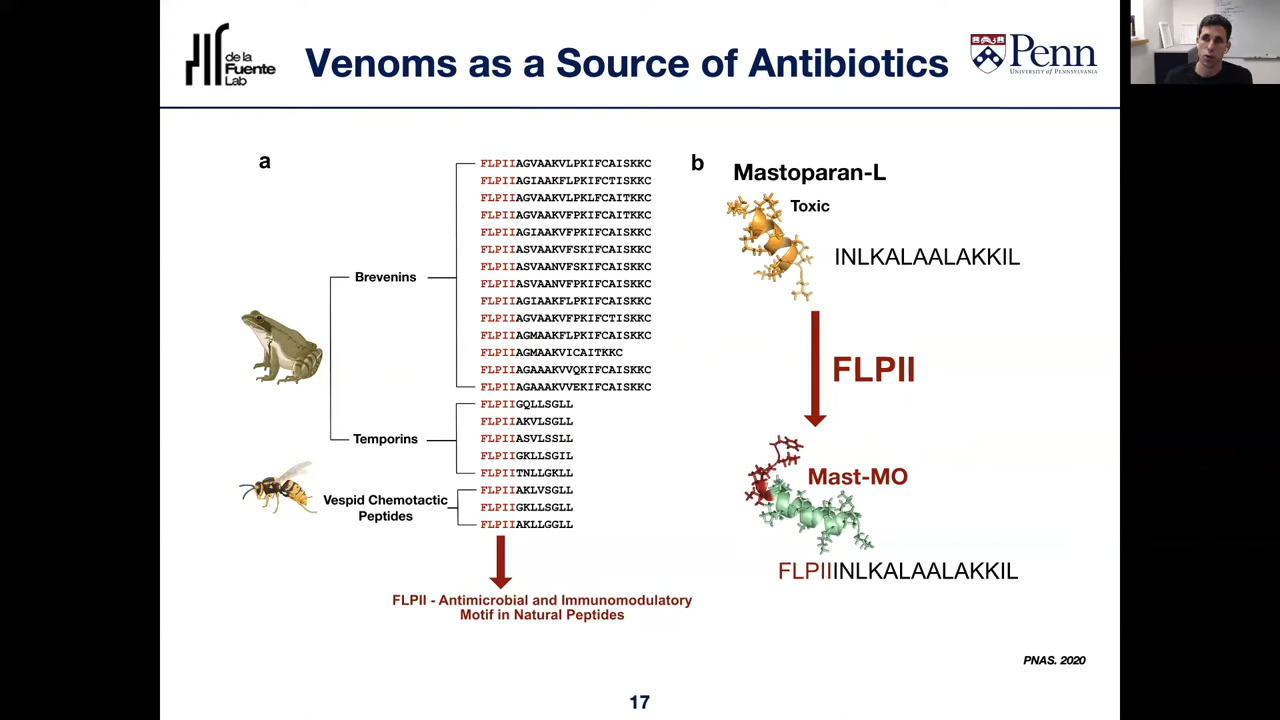 de la
Fuente
Lab
Venoms as a Source of Antibiotics
Penn
UNIVERSITY of PENNSYLVANIA
a
FLPIIAGVAAKVLPKIFCAISKKC
FLPIIAGIAAKFLPKIFCTISKKC
FLPIIAGVAAKVLPKLFCAITKKC
FLPIIAGVAAKVFPKIFCAITKKC
FLPIIAGIAAKVFPKIFCAISKKC
FLPIIASVAAKVFSKIFCAISKKC
FLPIIASVAANVFSKIFCAISKKC
FLPIIASVAANVFPKIFCAISKKC
FLPIIAGIAAKFLPKIFCAISKKC
FLPIIAGVAAKVFPKIFCTISKKC
FLPIIAGMAAKFLPKIFCAISKKC
FLPIIAGMAAKVICAITKKC
FLPIIAGAAAKVVQKIFCAISKKC
FLPIIAGAAAKVVEKIFCAISKKC
Brevenins
FLPIIGQLLSGLL
FLPIIAKVLSGLL
FLPIIASVLSSLL
FLPIIGKLLSGIL
FLPIITNLLGKLL
Temporins
FLPIIAKLVSGLL
FLPIIGKLLSGLL
FLPIIAKLLGGLL
Vespid Chemotactic
Peptides
FLPII - Antimicrobial and Immunomodulatory
Motif in Natural Peptides
b
Mastoparan-L
Toxic
INLKALAALAKKIL
FLPII
Mast-MO
FLPIIINLKALAALAKKIL
PNAS. 2020
17